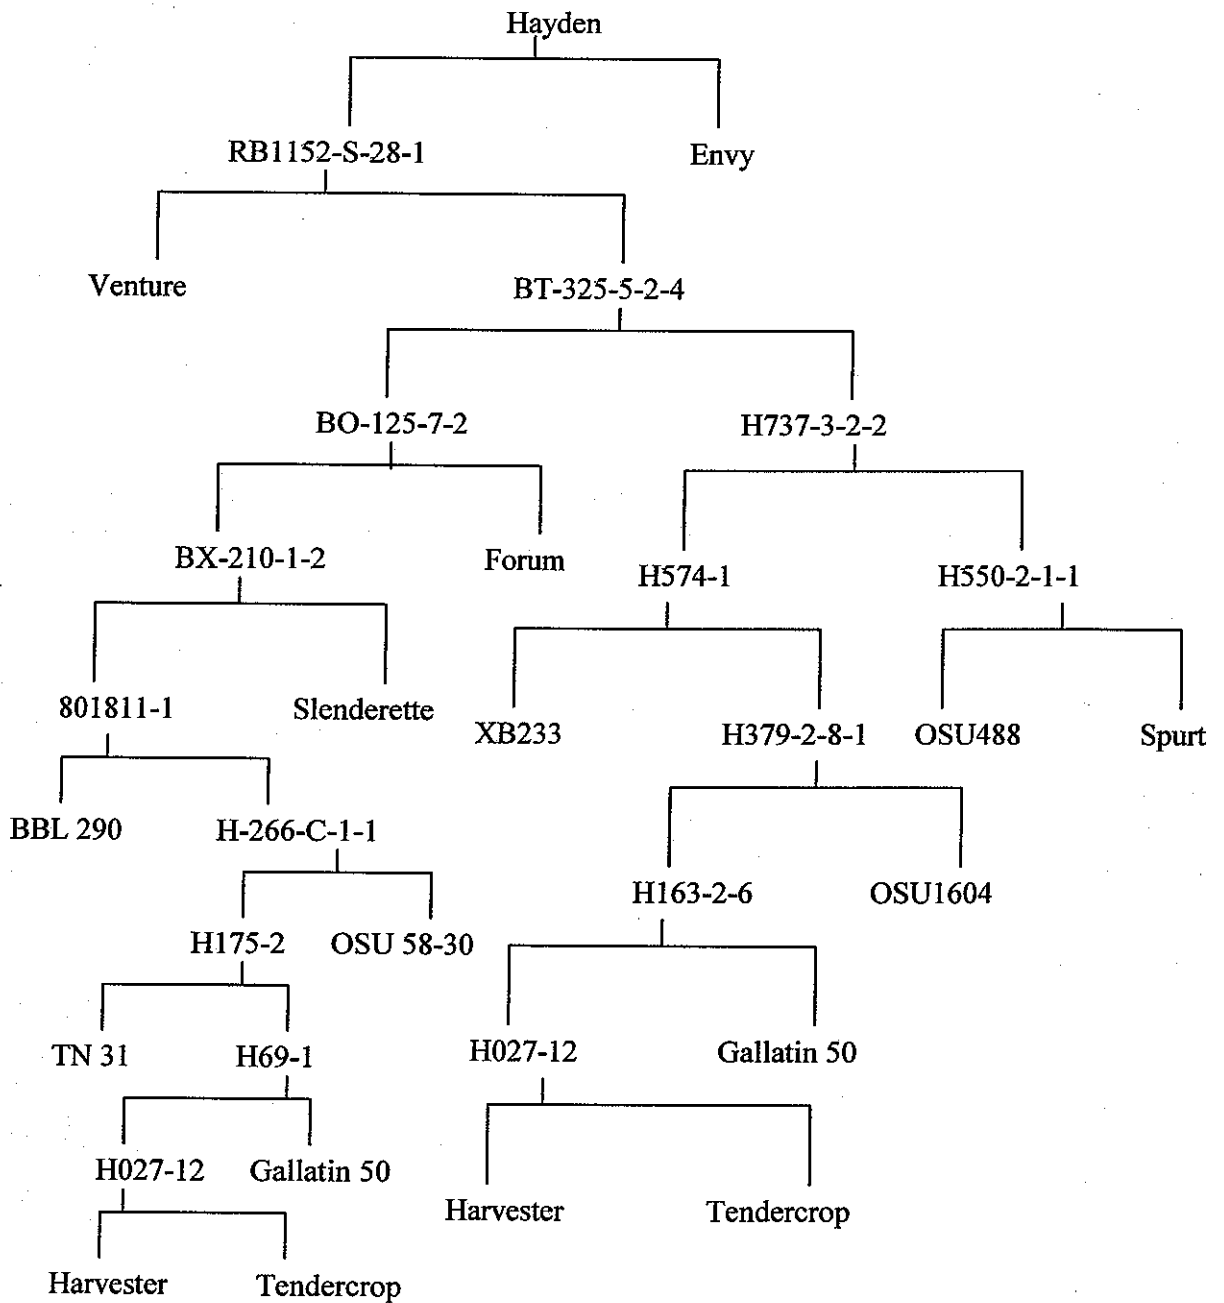 Hayden
RB1152-S-28-1 Envy
Venture BT-325-5-2-4
BO-125-7-2 H737-3-2-2
BX-210-1-2 Forum H574-1 H550-2-1-1
801811-1 Slenderette XB233 H379-2-8-1 OSU488 Spurt
BBL 290 H-266-C-1-1
H163-2-6 OSU1604
H175-2 OSU 58-30
TN 31 H69-1 H027-12 Gallatin 50
H027-12 Gallatin 50
Harvester Tendercrop
Harvester Tendercrop